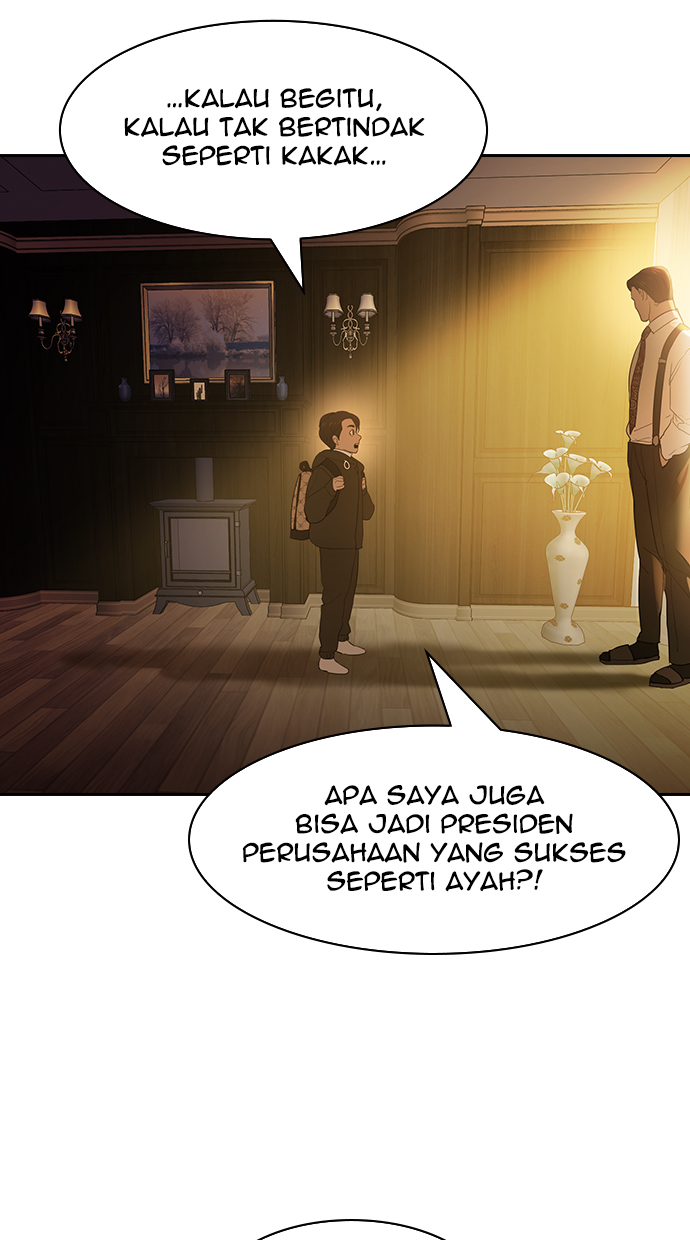 ...KALAU BEGITU,
KALAU TAK BERTINDAK
SEPERTI KAKAK...
APA SAYA JUGA
BISA JADI PRESIDEN
PERUSAHAAN YANG SUKSES
SEPERTI AYAH?!